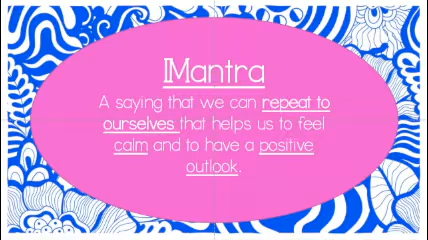 Mantra
A saying that we can repeat to
ourselves that helps us to feel
calm and to have a positive
outlook.